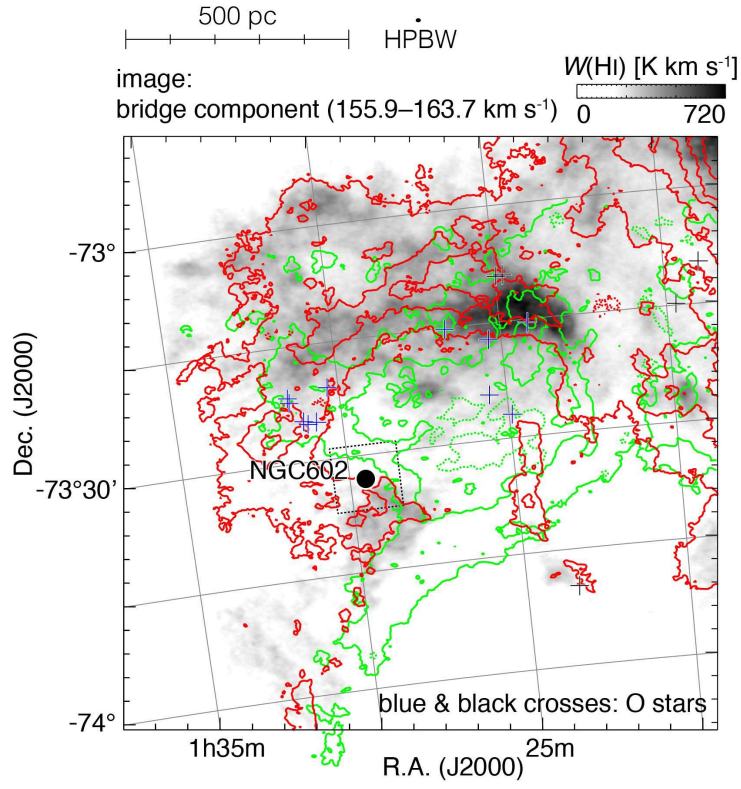 500 pc
HPBW
image:
bridge component (155.9–163.7 km s⁻¹)
W(HI) [K km s⁻¹]
0 720
-73°
NGC602
-73°30'
-74°
blue & black crosses: O stars
1h35m 25m
R.A. (J2000)
Dec. (J2000)